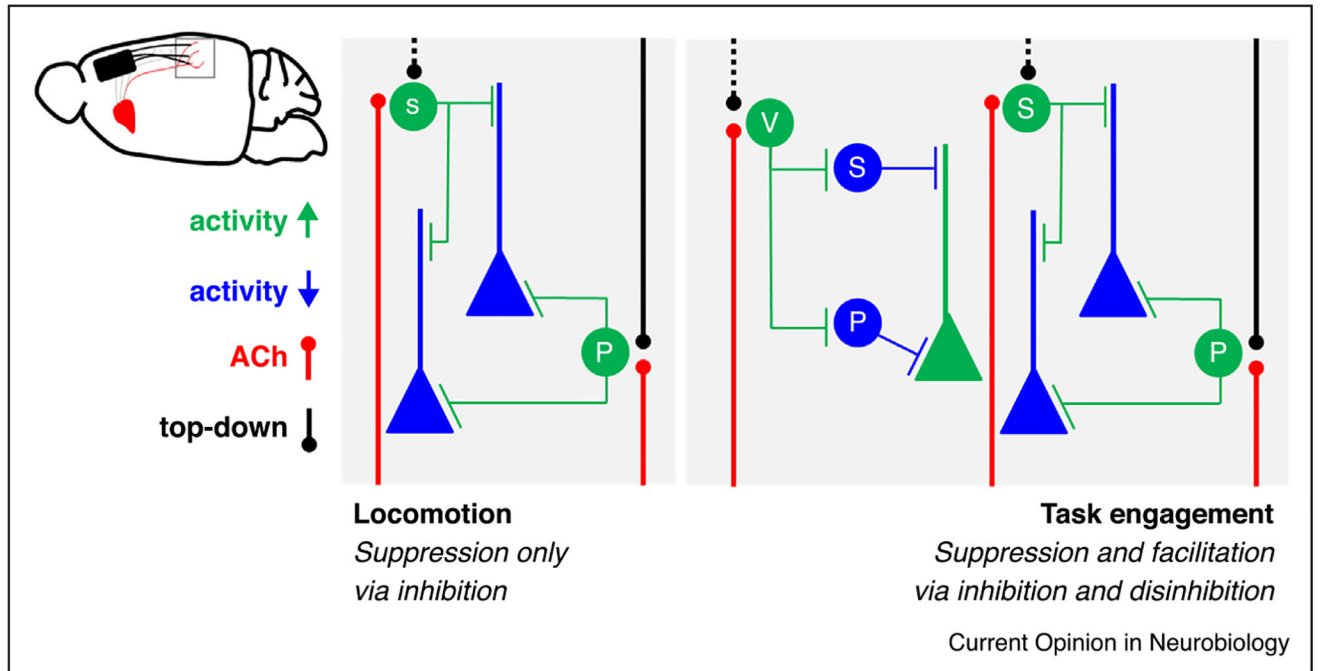 s
P
V
S
P
S
P
activity
activity
ACh
top-down
Locomotion
Suppression only
via inhibition
Task engagement
Suppression and facilitation
via inhibition and disinhibition
Current Opinion in Neurobiology